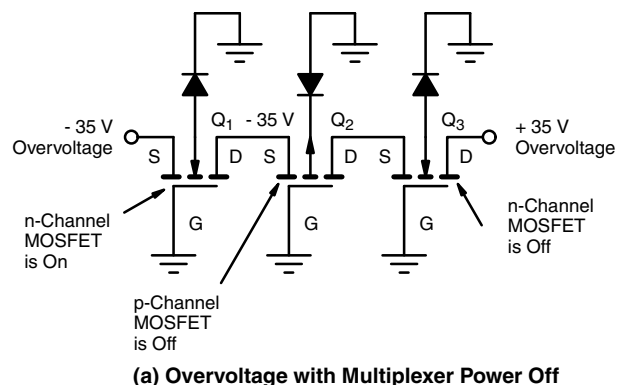 Q1 - 35 V Q2 Q3
- 35 V
Overvoltage
+ 35 V
Overvoltage
S D S D S D
n-Channel
MOSFET
is On
G G G
n-Channel
MOSFET
is Off
p-Channel
MOSFET
is Off
(a) Overvoltage with Multiplexer Power Off